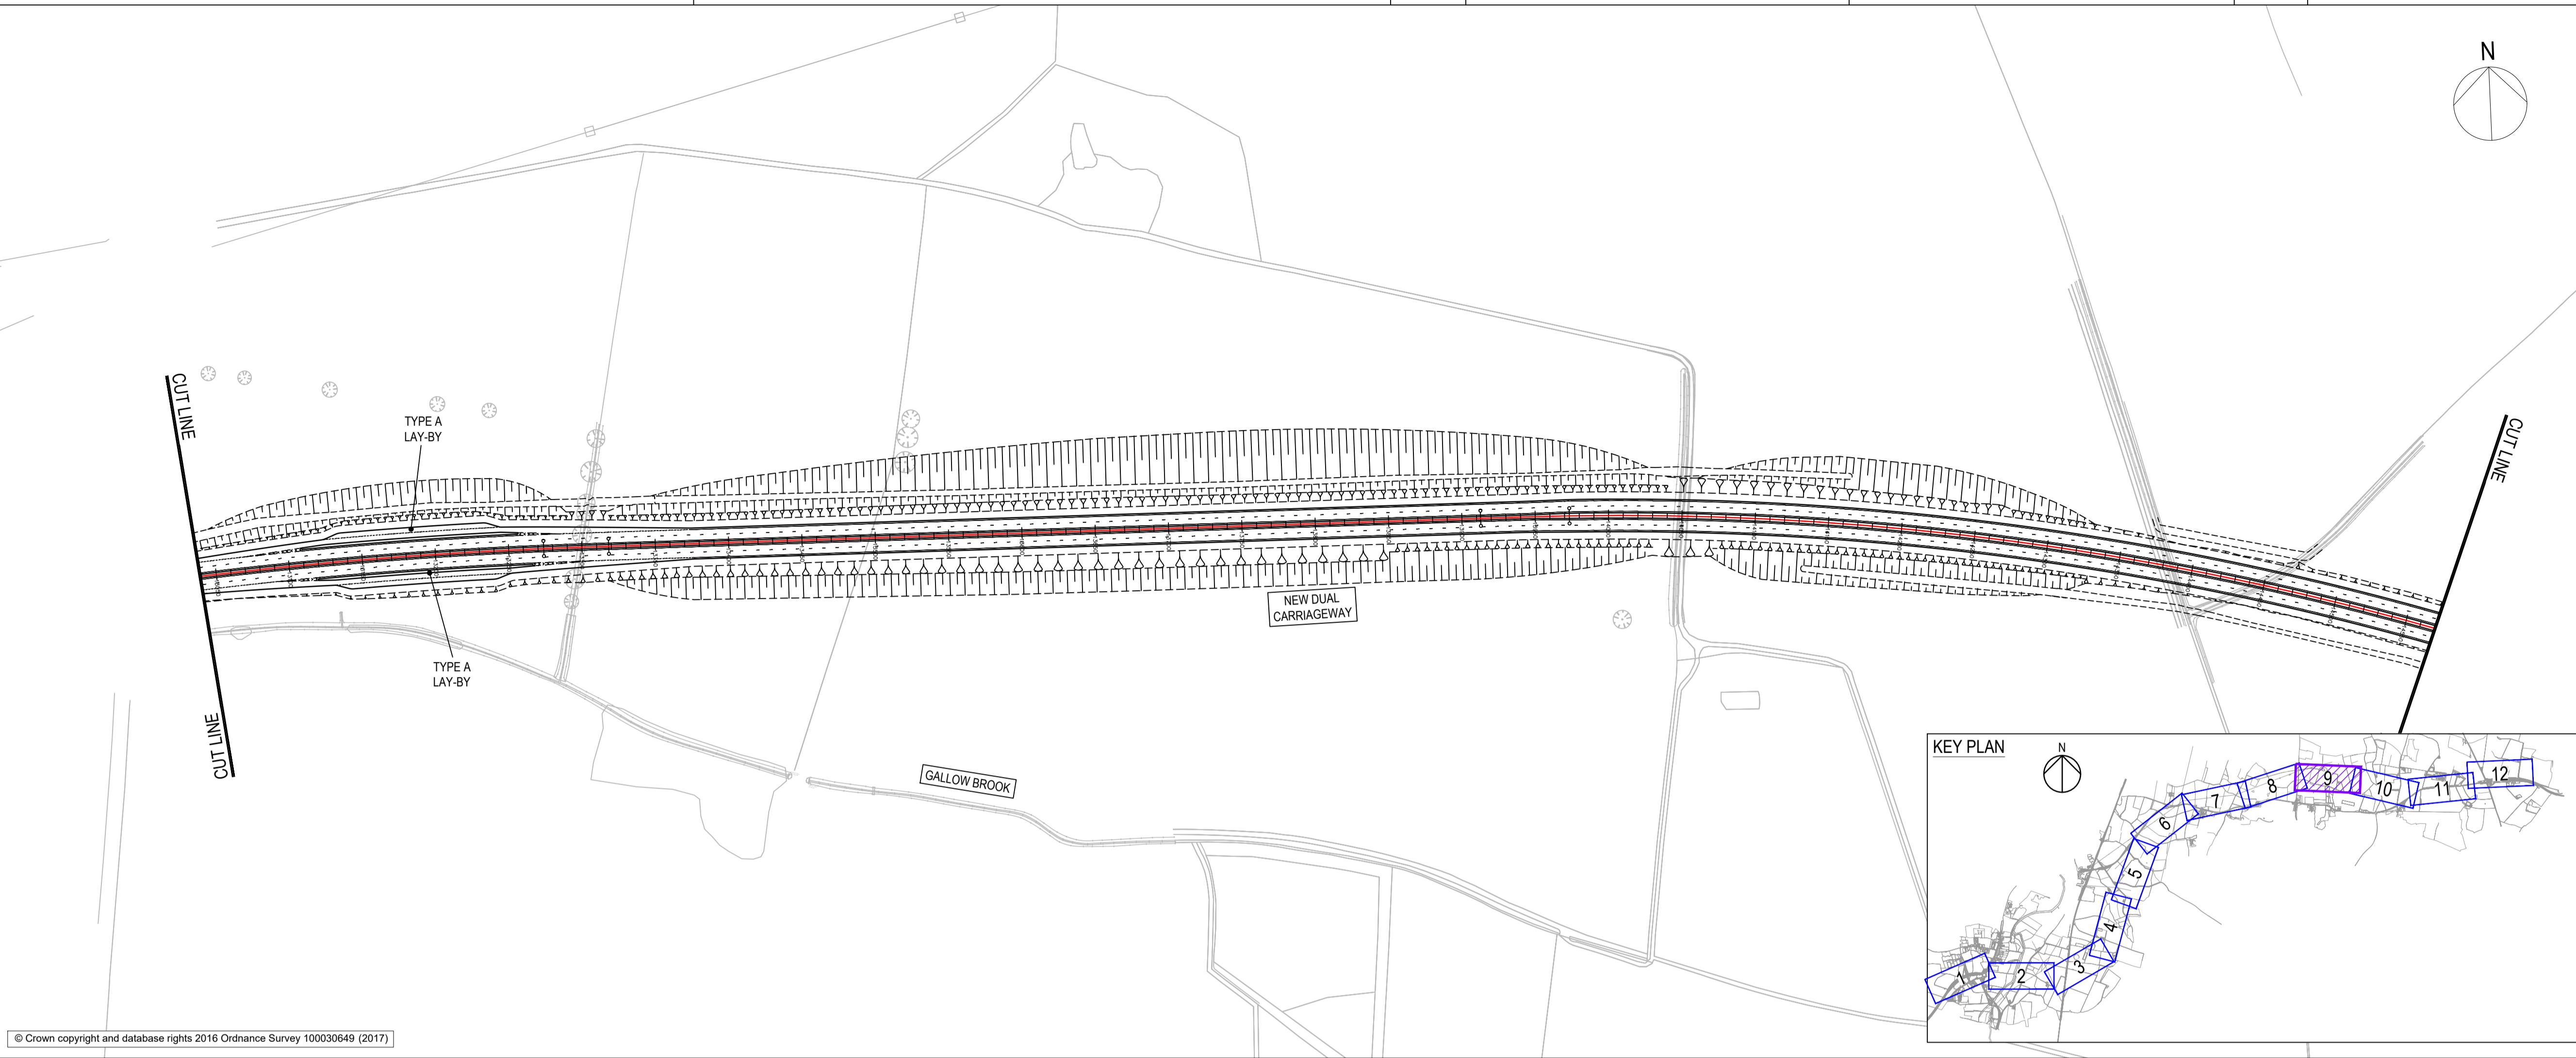 N
CUT LINE
TYPE A
LAY-BY
CUT LINE
NEW DUAL
CARRIAGEWAY
TYPE A
LAY-BY
CUT LINE
GALLOW BROOK
KEY PLAN
N
1
2
3
4
5
6
7
8
9
10
11
12
© Crown copyright and database rights 2016 Ordnance Survey 100030649 (2017)